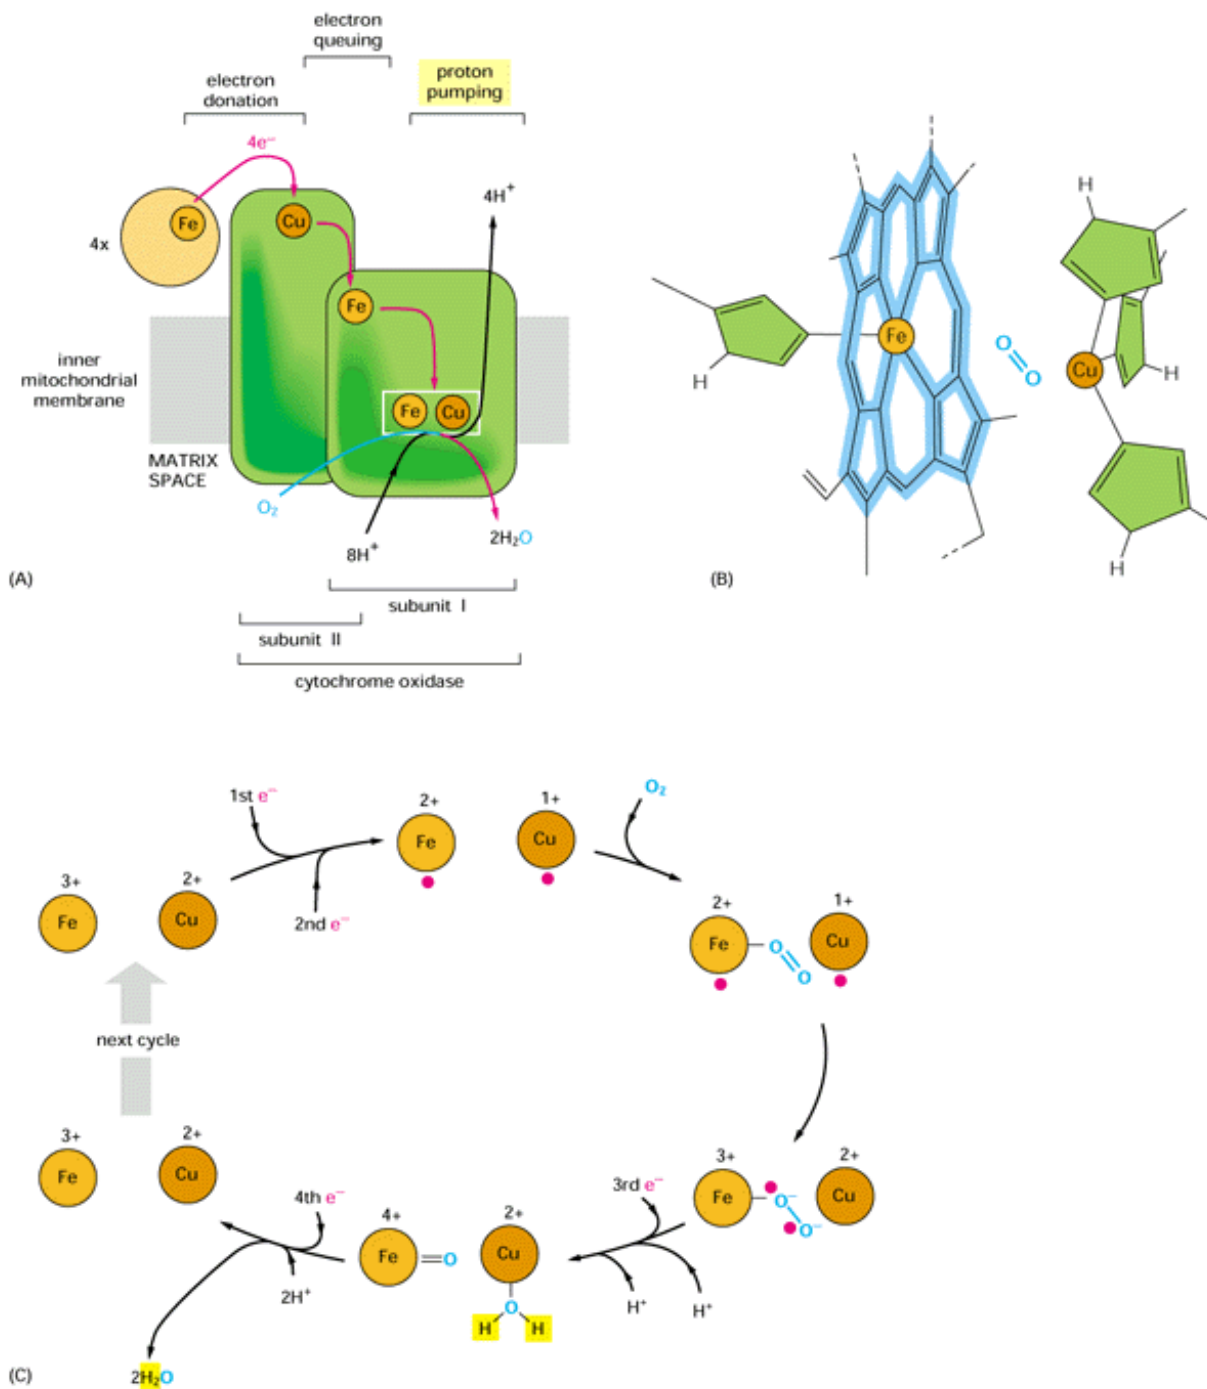 electron
queuing
electron
donation
proton
pumping
4e⁻
4H⁺
4x
Fe
Cu
Fe
Fe
Cu
inner
mitochondrial
membrane
MATRIX
SPACE
O₂
8H⁺
2H₂O
(A)
subunit I
subunit II
cytochrome oxidase
H
Fe
O
O
Cu
H
H
H
(B)
1st e⁻
2nd e⁻
3+
Fe
2+
Cu
2+
Fe
1+
Cu
O₂
2+
Fe
O
O
1+
Cu
next cycle
3+
Fe
O⁻
O⁻
2+
Cu
3rd e⁻
H⁺
H⁺
4+
Fe
O
2+
Cu
O
H
H
4th e⁻
2H⁺
3+
Fe
2+
Cu
2H₂O
(C)